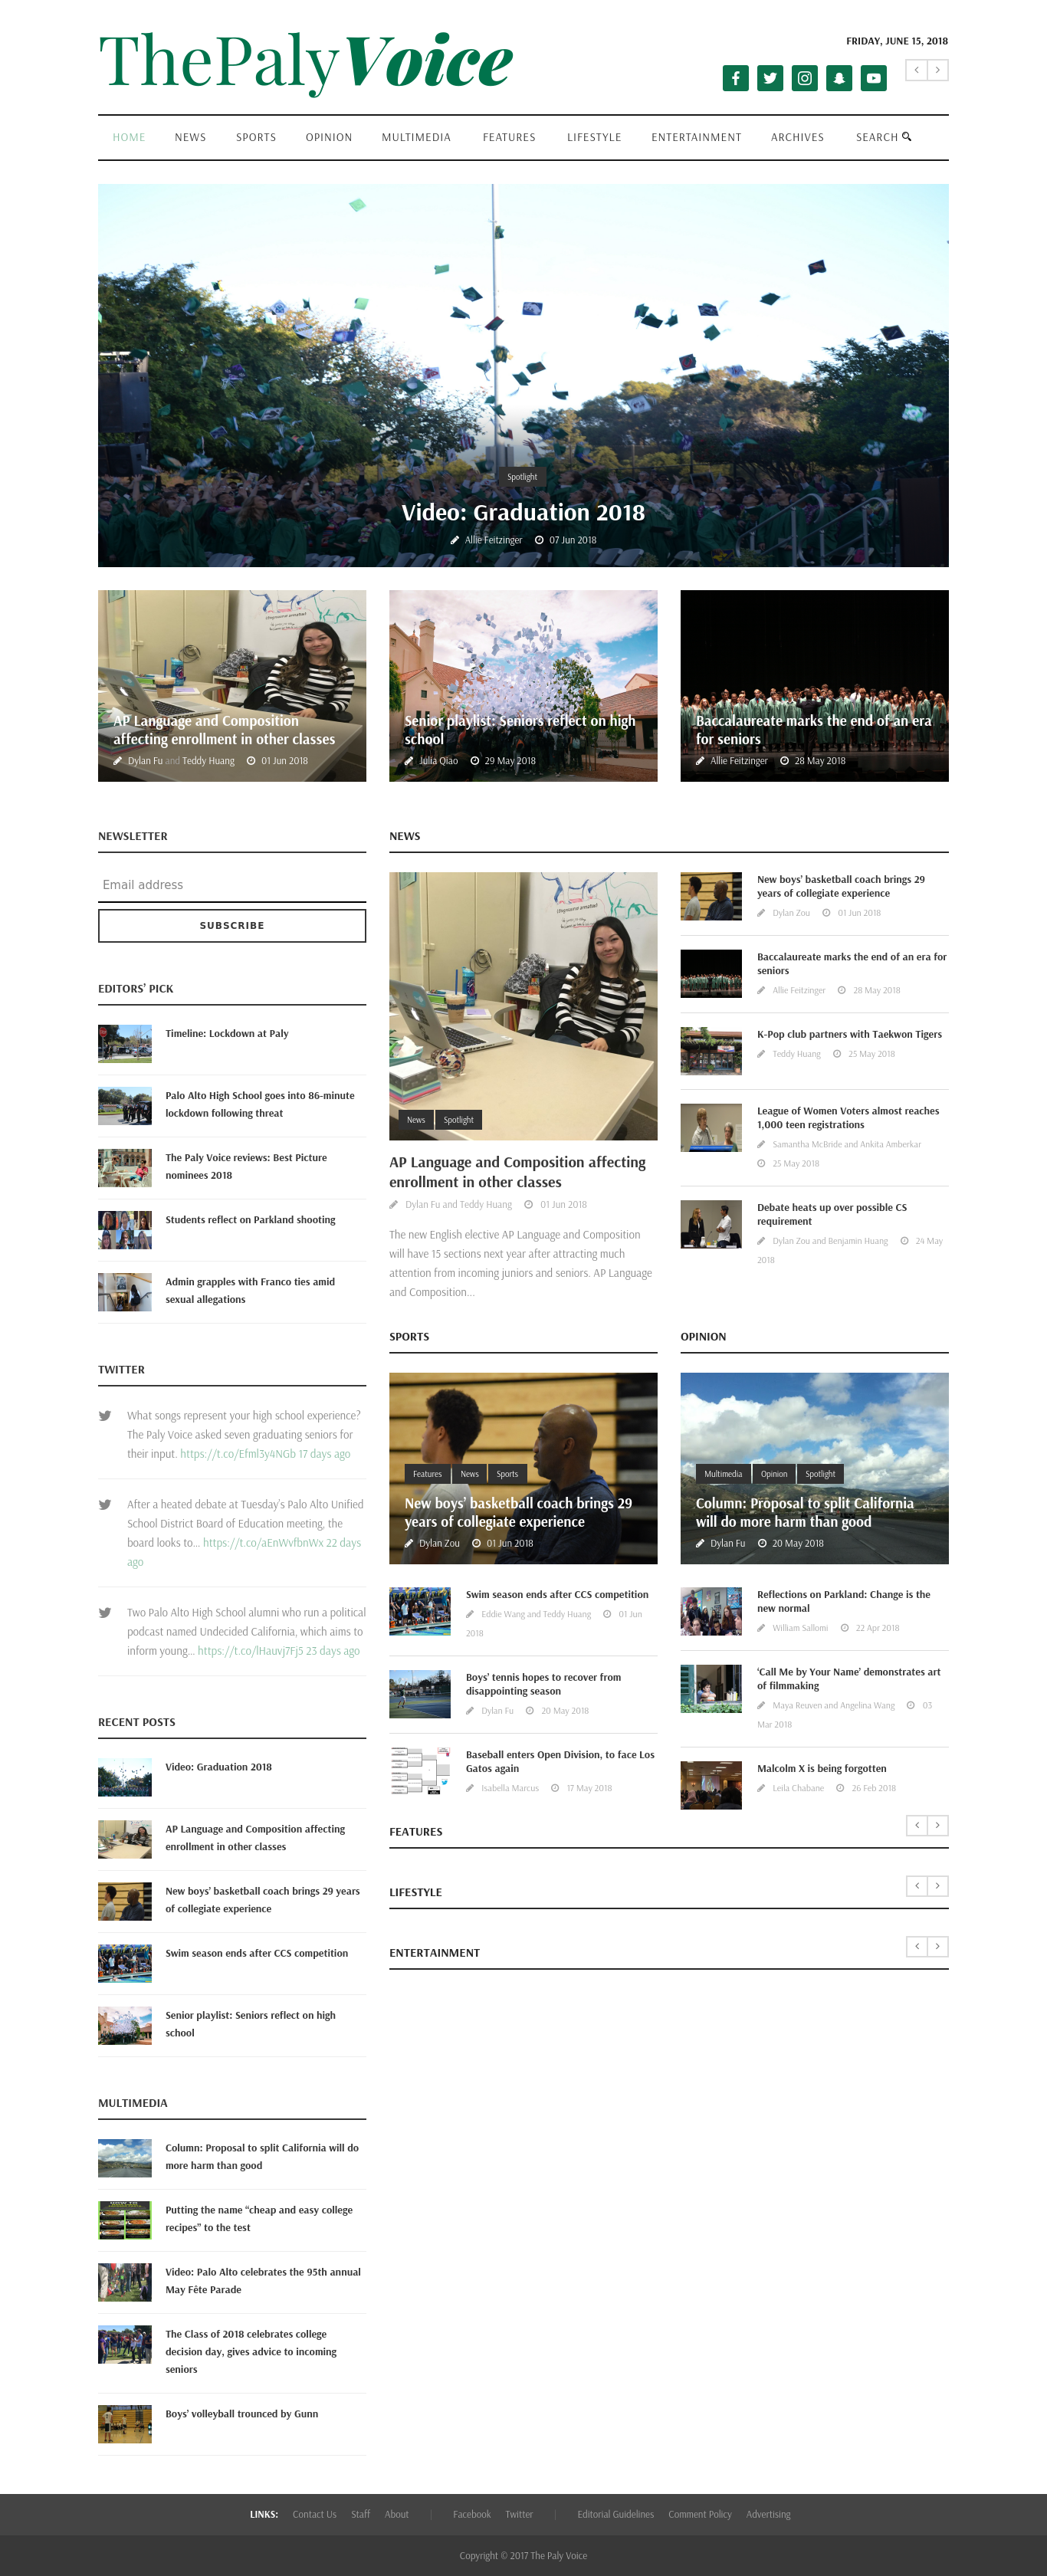 ThePalyVoice
FRIDAY, JUNE 15, 2018
HOME NEWS SPORTS OPINION MULTIMEDIA FEATURES LIFESTYLE ENTERTAINMENT ARCHIVES SEARCH
Spotlight
Video: Graduation 2018
Allie Feitzinger 07 Jun 2018
AP Language and Composition
affecting enrollment in other classes
Dylan Fu and Teddy Huang 01 Jun 2018
Senior playlist: Seniors reflect on high
school
Julia Qiao 29 May 2018
Baccalaureate marks the end of an era
for seniors
Allie Feitzinger 28 May 2018
NEWSLETTER
Email address
SUBSCRIBE
EDITORS’ PICK
Timeline: Lockdown at Paly
Palo Alto High School goes into 86-minute
lockdown following threat
The Paly Voice reviews: Best Picture
nominees 2018
Students reflect on Parkland shooting
Admin grapples with Franco ties amid
sexual allegations
TWITTER
What songs represent your high school experience?
The Paly Voice asked seven graduating seniors for
their input. https://t.co/Efml3y4NGb 17 days ago
After a heated debate at Tuesday's Palo Alto Unified
School District Board of Education meeting, the
board looks to... https://t.co/aEnWvfbnWx 22 days
ago
Two Palo Alto High School alumni who run a political
podcast named Undecided California, which aims to
inform young... https://t.co/lHauvj7Fj5 23 days ago
RECENT POSTS
Video: Graduation 2018
AP Language and Composition affecting
enrollment in other classes
New boys’ basketball coach brings 29 years
of collegiate experience
Swim season ends after CCS competition
Senior playlist: Seniors reflect on high
school
MULTIMEDIA
Column: Proposal to split California will do
more harm than good
Putting the name “cheap and easy college
recipes” to the test
Video: Palo Alto celebrates the 95th annual
May Fête Parade
The Class of 2018 celebrates college
decision day, gives advice to incoming
seniors
Boys’ volleyball trounced by Gunn
NEWS
News Spotlight
AP Language and Composition affecting
enrollment in other classes
Dylan Fu and Teddy Huang 01 Jun 2018
The new English elective AP Language and Composition
will have 15 sections next year after attracting much
attention from incoming juniors and seniors. AP Language
and Composition...
New boys’ basketball coach brings 29
years of collegiate experience
Dylan Zou 01 Jun 2018
Baccalaureate marks the end of an era for
seniors
Allie Feitzinger 28 May 2018
K-Pop club partners with Taekwon Tigers
Teddy Huang 25 May 2018
League of Women Voters almost reaches
1,000 teen registrations
Samantha McBride and Ankita Amberkar
25 May 2018
Debate heats up over possible CS
requirement
Dylan Zou and Benjamin Huang 24 May
2018
SPORTS
Features News Sports
New boys’ basketball coach brings 29
years of collegiate experience
Dylan Zou 01 Jun 2018
Swim season ends after CCS competition
Eddie Wang and Teddy Huang 01 Jun
2018
Boys’ tennis hopes to recover from
disappointing season
Dylan Fu 20 May 2018
Baseball enters Open Division, to face Los
Gatos again
Isabella Marcus 17 May 2018
OPINION
Multimedia Opinion Spotlight
Column: Proposal to split California
will do more harm than good
Dylan Fu 20 May 2018
Reflections on Parkland: Change is the
new normal
William Sallomi 22 Apr 2018
‘Call Me by Your Name’ demonstrates art
of filmmaking
Maya Reuven and Angelina Wang 03
Mar 2018
Malcolm X is being forgotten
Leila Chabane 26 Feb 2018
FEATURES
LIFESTYLE
ENTERTAINMENT
LINKS: Contact Us Staff About | Facebook Twitter | Editorial Guidelines Comment Policy Advertising
Copyright © 2017 The Paly Voice